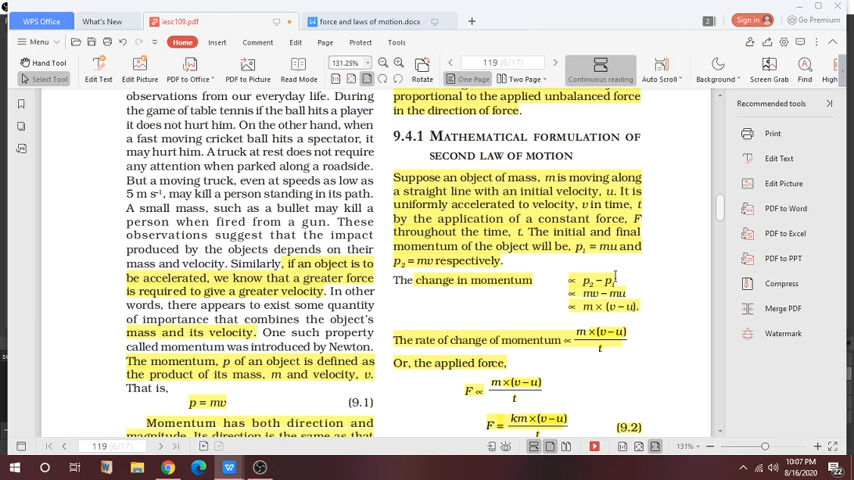 WPS Office
What's New
iesc109.pdf
force and laws of motion.docx
+
2
Sign in
Go Premium
Menu
Home
Insert
Comment
Edit
Page
Protect
Tools
Hand Tool
Select Tool
Edit Text
Edit Picture
PDF to Office
PDF to Picture
Read Mode
131.25%
Rotate
119 (6/17)
One Page
Two Page
Continuous reading
Auto Scroll
Background
Screen Grab
Find
High
observations from our everyday life. During
the game of table tennis if the ball hits a player
it does not hurt him. On the other hand, when
a fast moving cricket ball hits a spectator, it
may hurt him. A truck at rest does not require
any attention when parked along a roadside.
But a moving truck, even at speeds as low as
5 m s⁻¹, may kill a person standing in its path.
A small mass, such as a bullet may kill a
person when fired from a gun. These
observations suggest that the impact
produced by the objects depends on their
mass and velocity. Similarly, if an object is to
be accelerated, we know that a greater force
is required to give a greater velocity. In other
words, there appears to exist some quantity
of importance that combines the object's
mass and its velocity. One such property
called momentum was introduced by Newton.
The momentum, p of an object is defined as
the product of its mass, m and velocity, v.
That is,
p = mv (9.1)
Momentum has both direction and
magnitude. Its direction is the same as that
proportional to the applied unbalanced force
in the direction of force.
9.4.1 MATHEMATICAL FORMULATION OF
SECOND LAW OF MOTION
Suppose an object of mass, m is moving along
a straight line with an initial velocity, u. It is
uniformly accelerated to velocity, v in time, t
by the application of a constant force, F
throughout the time, t. The initial and final
momentum of the object will be, p₁ = mu and
p₂ = mv respectively.
The change in momentum ∝ p₂ – p₁
∝ mv – mu
∝ m × (v – u).
The rate of change of momentum ∝ m × (v – u) / t
Or, the applied force,
F ∝ m × (v – u) / t
F = km × (v – u) / t (9.2)
Recommended tools
Print
Edit Text
Edit Picture
PDF to Word
PDF to Excel
PDF to PPT
Compress
Merge PDF
Watermark
119 (6/17)
131%
10:07 PM
8/16/2020
22